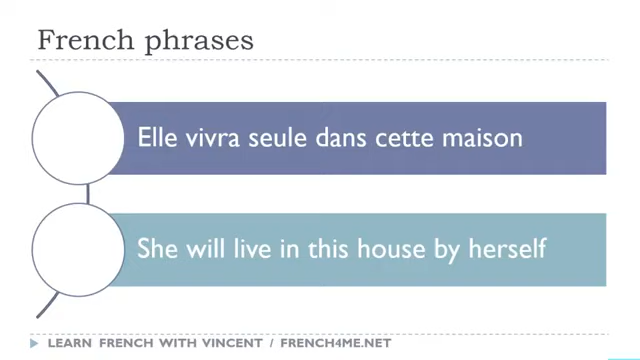 French phrases
Elle vivra seule dans cette maison
She will live in this house by herself
LEARN FRENCH WITH VINCENT / FRENCH4ME.NET